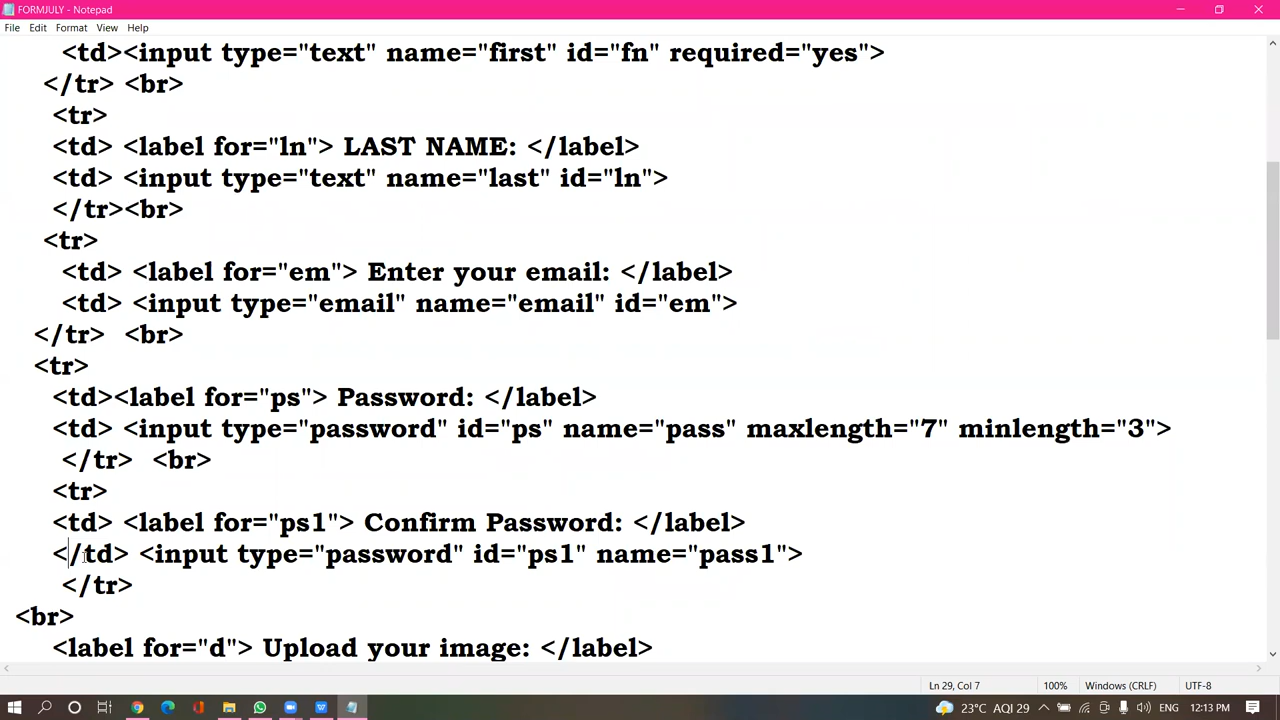 FORMJULY - Notepad
File Edit Format View Help
<td><input type="text" name="first" id="fn" required="yes">
</tr> <br>
<tr>
<td> <label for="ln"> LAST NAME: </label>
<td> <input type="text" name="last" id="ln">
</tr><br>
<tr>
<td> <label for="em"> Enter your email: </label>
<td> <input type="email" name="email" id="em">
</tr> <br>
<tr>
<td><label for="ps"> Password: </label>
<td> <input type="password" id="ps" name="pass" maxlength="7" minlength="3">
</tr> <br>
<tr>
<td> <label for="ps1"> Confirm Password: </label>
</td> <input type="password" id="ps1" name="pass1">
</tr>
<br>
<label for="d"> Upload your image: </label>
Ln 29, Col 7 100% Windows (CRLF) UTF-8
23°C AQI 29 ENG 12:13 PM